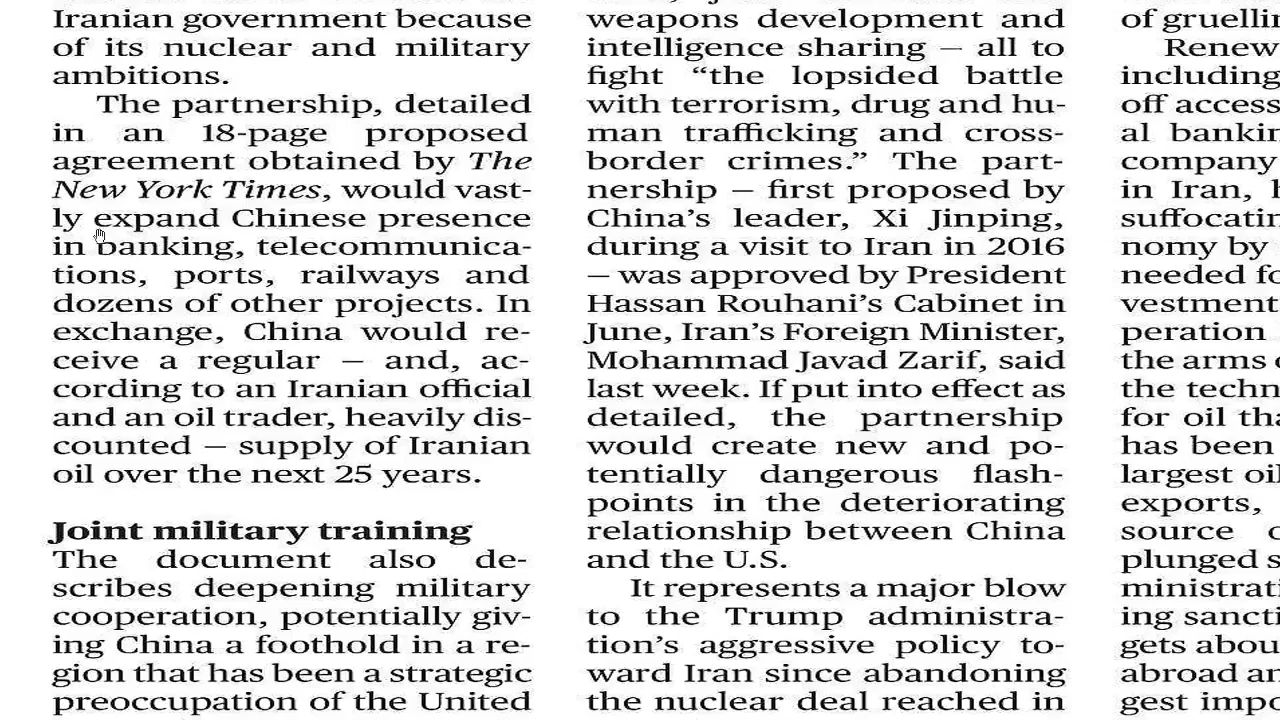 Iranian government because
of its nuclear and military
ambitions.
The partnership, detailed
in an 18-page proposed
agreement obtained by The
New York Times, would vast-
ly expand Chinese presence
in banking, telecommunica-
tions, ports, railways and
dozens of other projects. In
exchange, China would re-
ceive a regular — and, ac-
cording to an Iranian official
and an oil trader, heavily dis-
counted — supply of Iranian
oil over the next 25 years.
Joint military training
The document also de-
scribes deepening military
cooperation, potentially giv-
ing China a foothold in a re-
gion that has been a strategic
preoccupation of the United
weapons development and
intelligence sharing — all to
fight “the lopsided battle
with terrorism, drug and hu-
man trafficking and cross-
border crimes.” The part-
nership — first proposed by
China’s leader, Xi Jinping,
during a visit to Iran in 2016
— was approved by President
Hassan Rouhani’s Cabinet in
June, Iran’s Foreign Minister,
Mohammad Javad Zarif, said
last week. If put into effect as
detailed, the partnership
would create new and po-
tentially dangerous flash-
points in the deteriorating
relationship between China
and the U.S.
It represents a major blow
to the Trump administra-
tion’s aggressive policy to-
ward Iran since abandoning
the nuclear deal reached in
of
Renew
including
off access
al
company
in Iran,
nomy by
needed
vestment
peration
the arms
the
for oil
has been
largest
exports,
source
plunged
ing
gets
abroad
gest